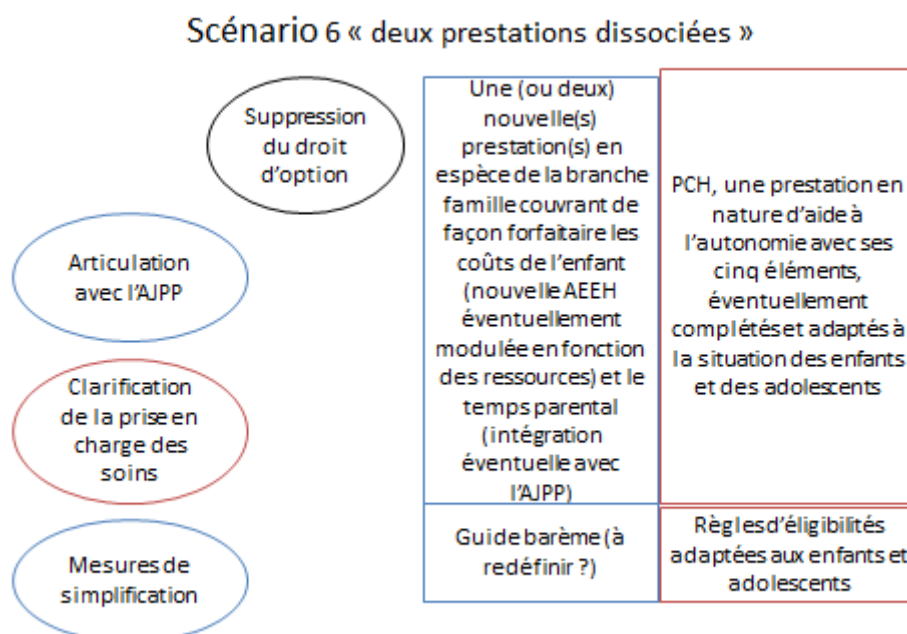 Scénario 6 « deux prestations dissociées »
Suppression
du droit
d'option
Articulation
avec l'AJPP
Clarification
de la prise en
charge des
soins
Mesures de
simplification
Une (ou deux)
nouvelle(s)
prestation(s) en
espèce de la branche
famille couvrant de
façon forfaitaire les
coûts de l'enfant
(nouvelle AEEH
éventuellement
modulée en fonction
des ressources) et le
temps parental
(intégration
éventuelle avec
l'AJPP)
Guide barème (à
redéfinir ?)
PCH, une prestation en
nature d'aide à
l'autonomie avec ses
cinq éléments,
éventuellement
complétés et adaptés à
la situation des enfants
et des adolescents
Règles d'éligibilités
adaptées aux enfants et
adolescents